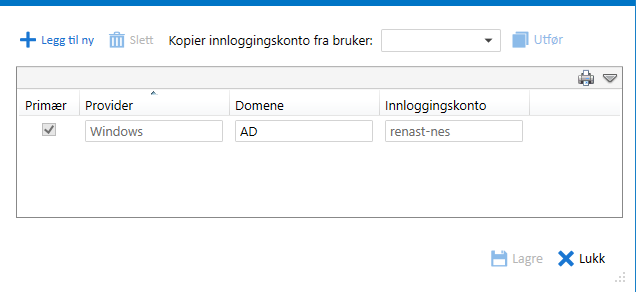 Legg til ny Slett Kopier innloggingskonto fra bruker: Utfør
Primær Provider Domene Innloggingskonto
Windows AD renast-nes
Lagre Lukk